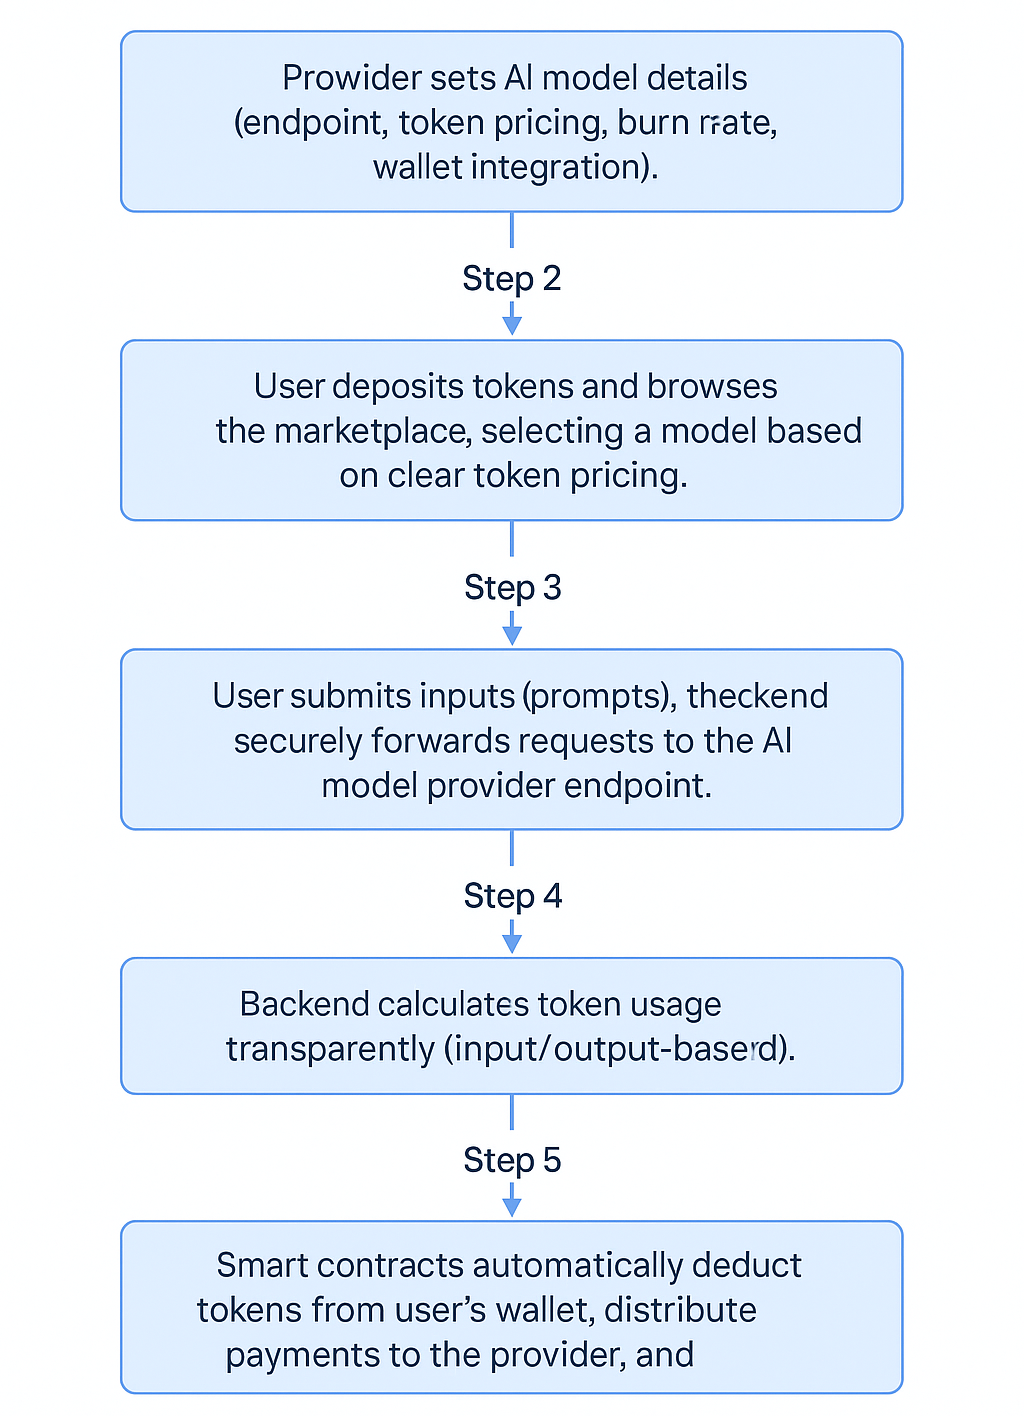 Prowider sets AI model details
(endpoint, token pricing, burn rate,
wallet integration).
Step 2
User deposits tokens and browses
the marketplace, selecting a model based
on clear token pricing.
Step 3
User submits inputs (prompts), theckend
securely forwards requests to the AI
model provider endpoint.
Step 4
Backend calculates token usage
transparently (input/output-baserd).
Step 5
Smart contracts automatically deduct
tokens from user’s wallet, distribute
payments to the provider, and